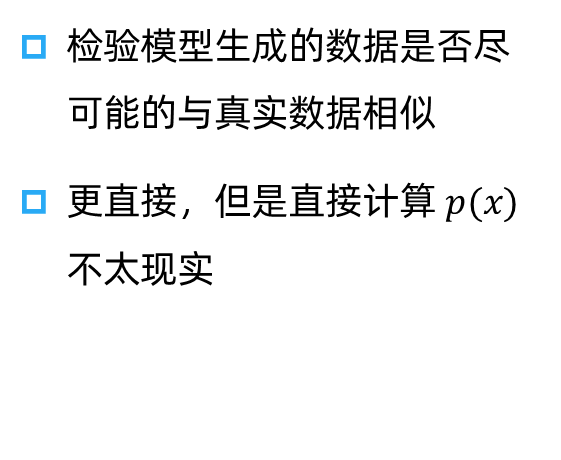 检验模型生成的数据是否尽
可能的与真实数据相似
更直接，但是直接计算 p(x)
不太现实